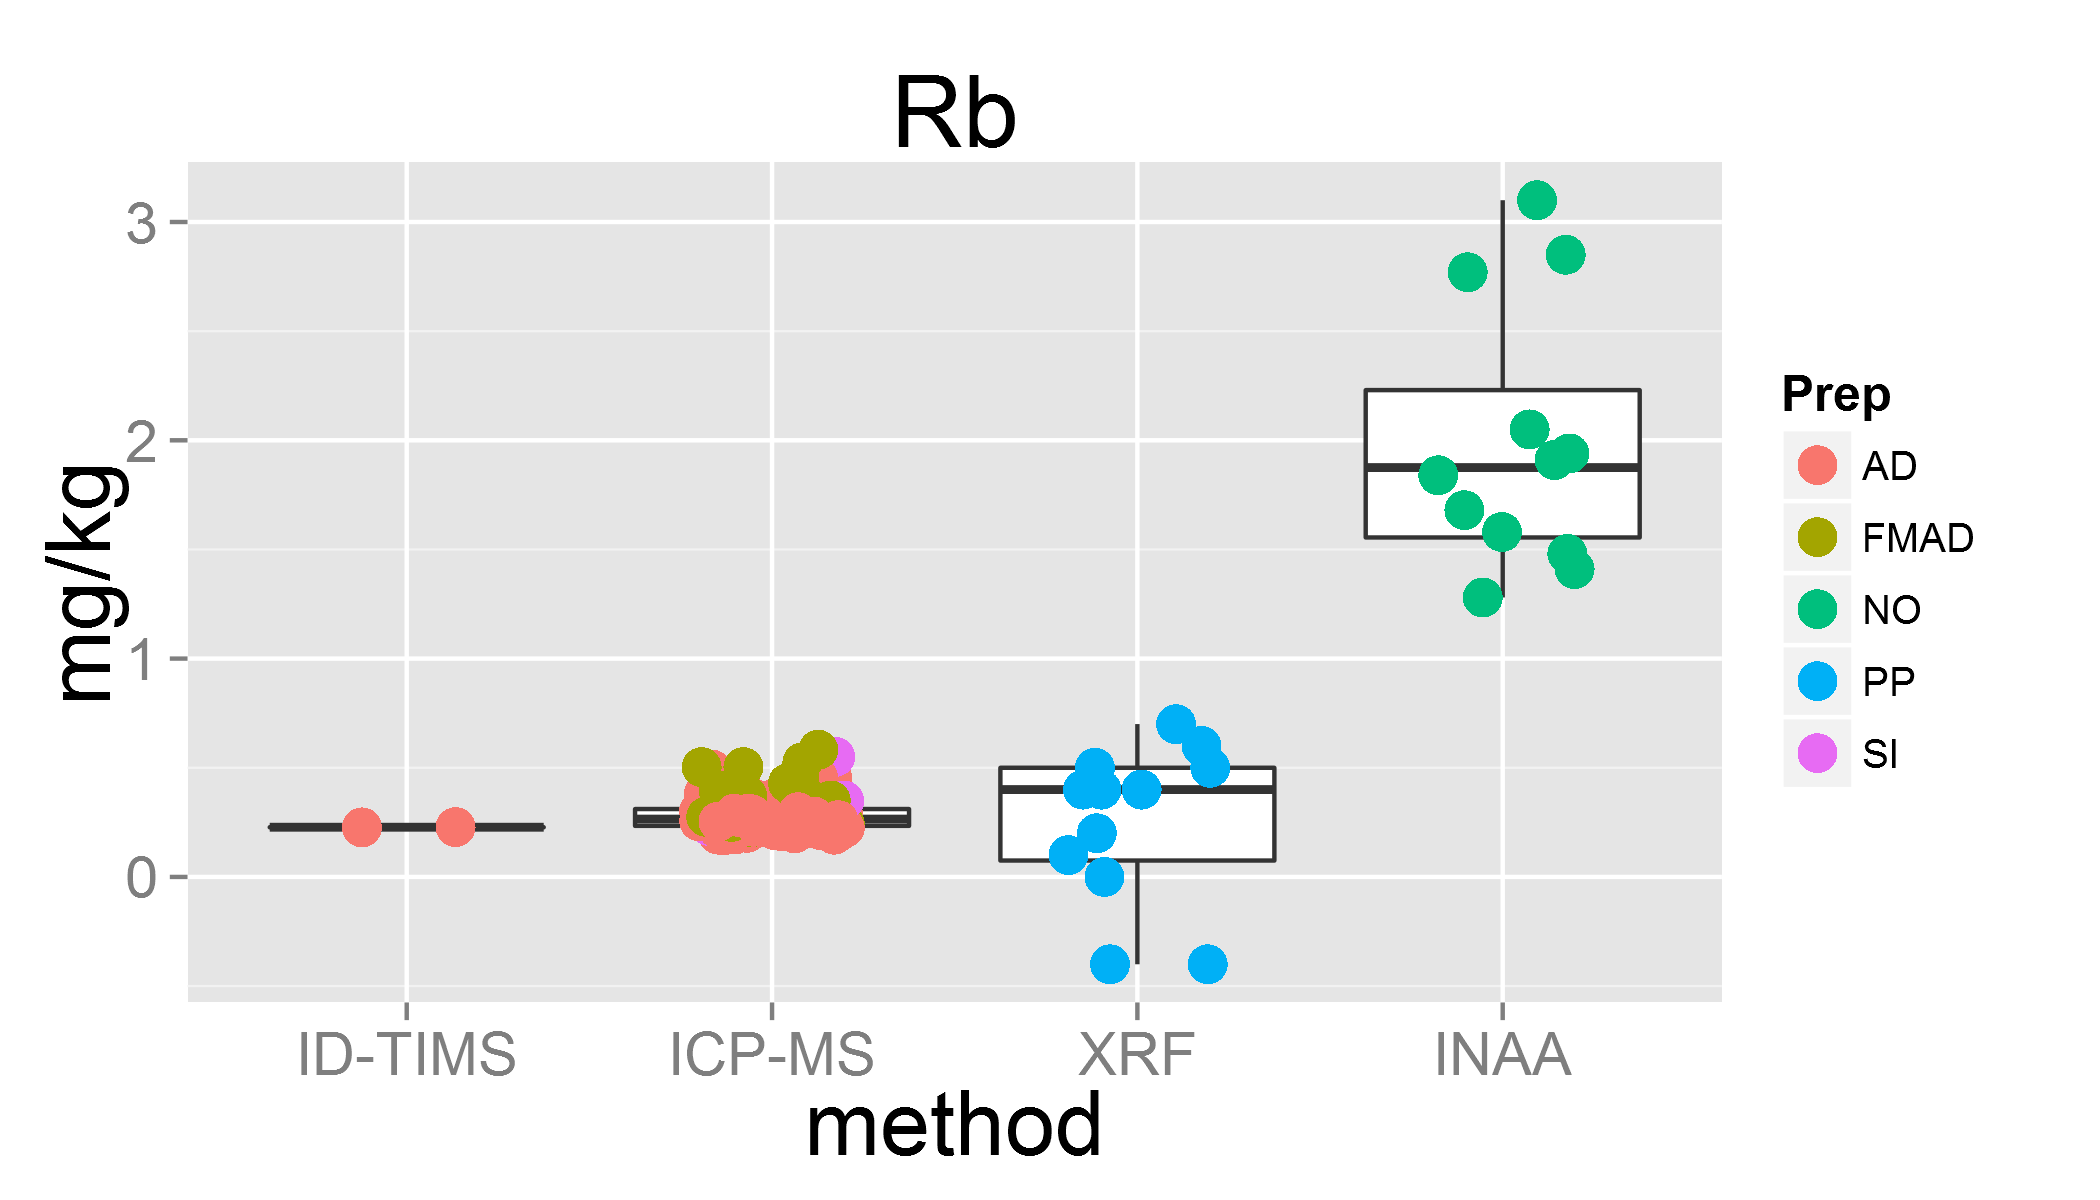 Rb
mg/kg
3
2
1
0
ID-TIMS
ICP-MS
XRF
INAA
method
Prep
AD
FMAD
NO
PP
SI